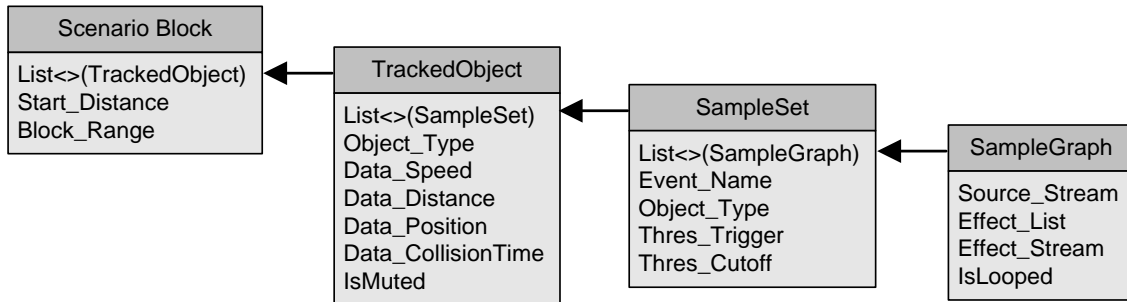 Scenario Block
List<>(TrackedObject)
Start_Distance
Block_Range
TrackedObject
List<>(SampleSet)
Object_Type
Data_Speed
Data_Distance
Data_Position
Data_CollisionTime
IsMuted
SampleSet
List<>(SampleGraph)
Event_Name
Object_Type
Thres_Trigger
Thres_Cutoff
SampleGraph
Source_Stream
Effect_List
Effect_Stream
IsLooped